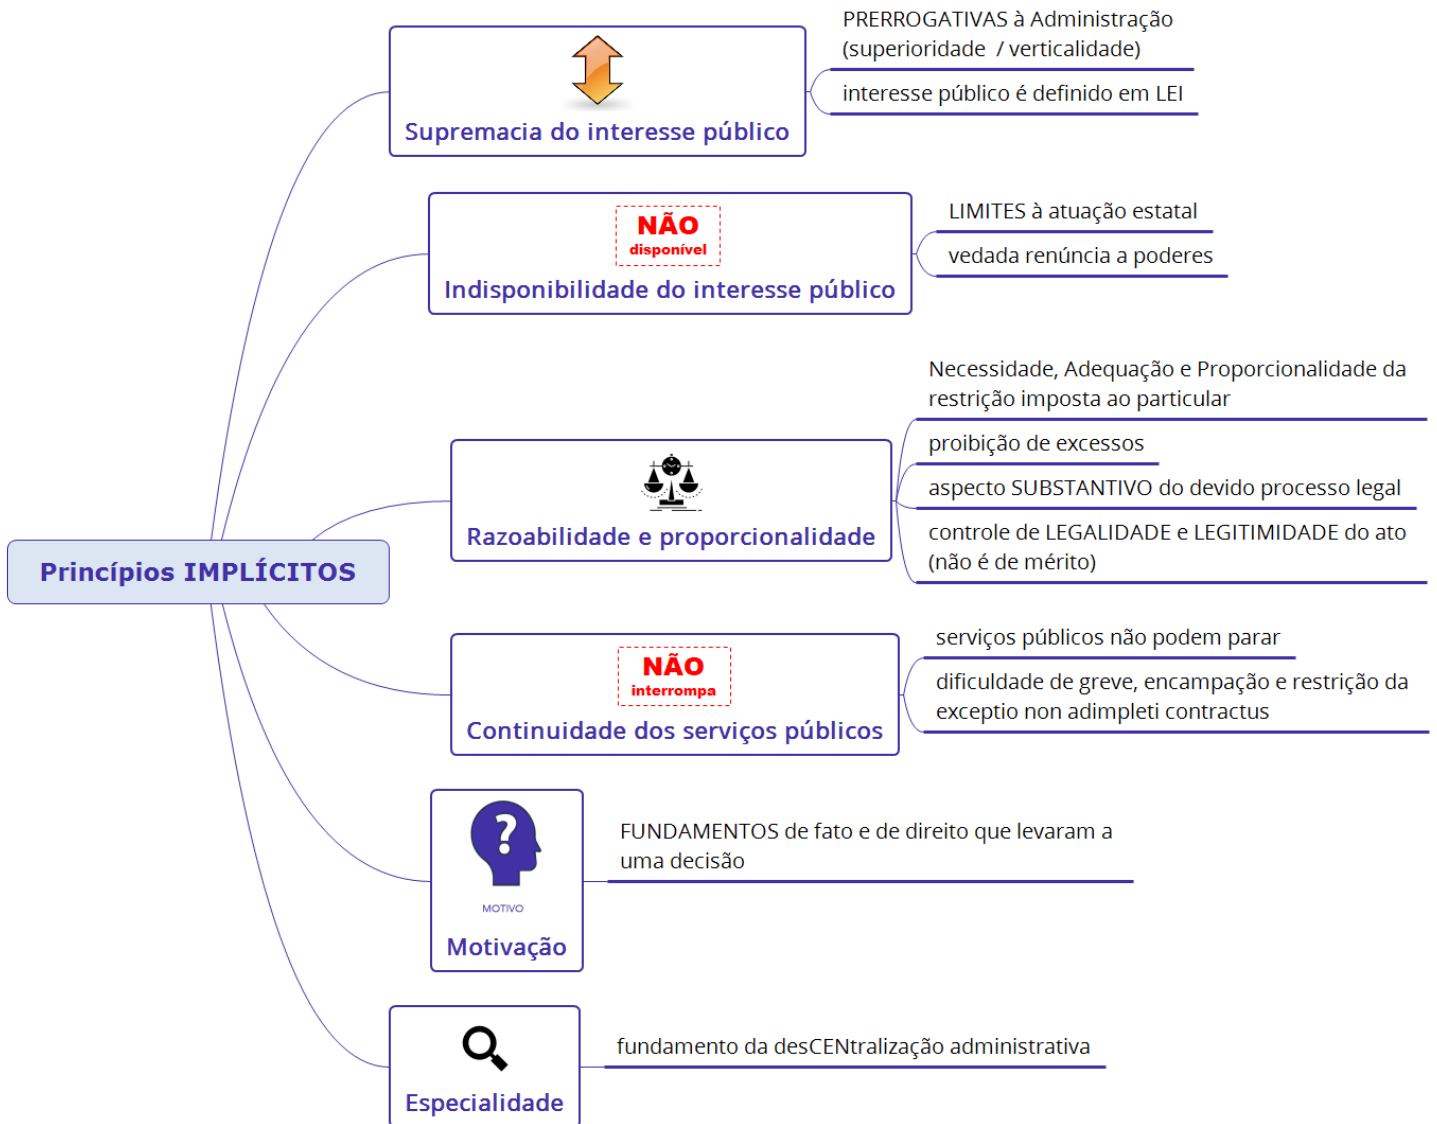 PRERROGATIVAS à Administração
(superioridade / verticalidade)
interesse público é definido em LEI
Supremacia do interesse público
NÃO
disponível
Indisponibilidade do interesse público
LIMITES à atuação estatal
vedada renúncia a poderes
Necessidade, Adequação e Proporcionalidade da
restrição imposta ao particular
proibição de excessos
aspecto SUBSTANTIVO do devido processo legal
controle de LEGALIDADE e LEGITIMIDADE do ato
(não é de mérito)
Razoabilidade e proporcionalidade
Princípios IMPLÍCITOS
NÃO
interrompa
Continuidade dos serviços públicos
serviços públicos não podem parar
dificuldade de greve, encampação e restrição da
exceptio non adimpleti contractus
?
MOTIVO
Motivação
FUNDAMENTOS de fato e de direito que levaram a
uma decisão
Especialidade
fundamento da desCENtralização administrativa